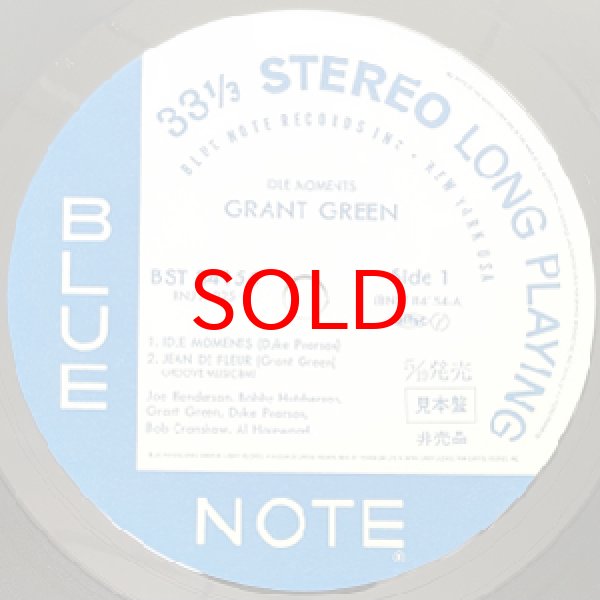 33⅓ STEREO LONG PLAYING
BLUE NOTE RECORDS INC • NEW YORK USA
IDLE MOMENTS
GRANT GREEN
BST
Side 1
SOLD
1. IDLE MOMENTS (Duke Pearson)
2. JEAN DE FLEUR (Grant Green)
発売
Joe Henderson, Bobby Hutcherson,
Grant Green, Duke Pearson,
Bob Cranshaw, Al Harewood
見本盤
非売品
BLUE
NOTE